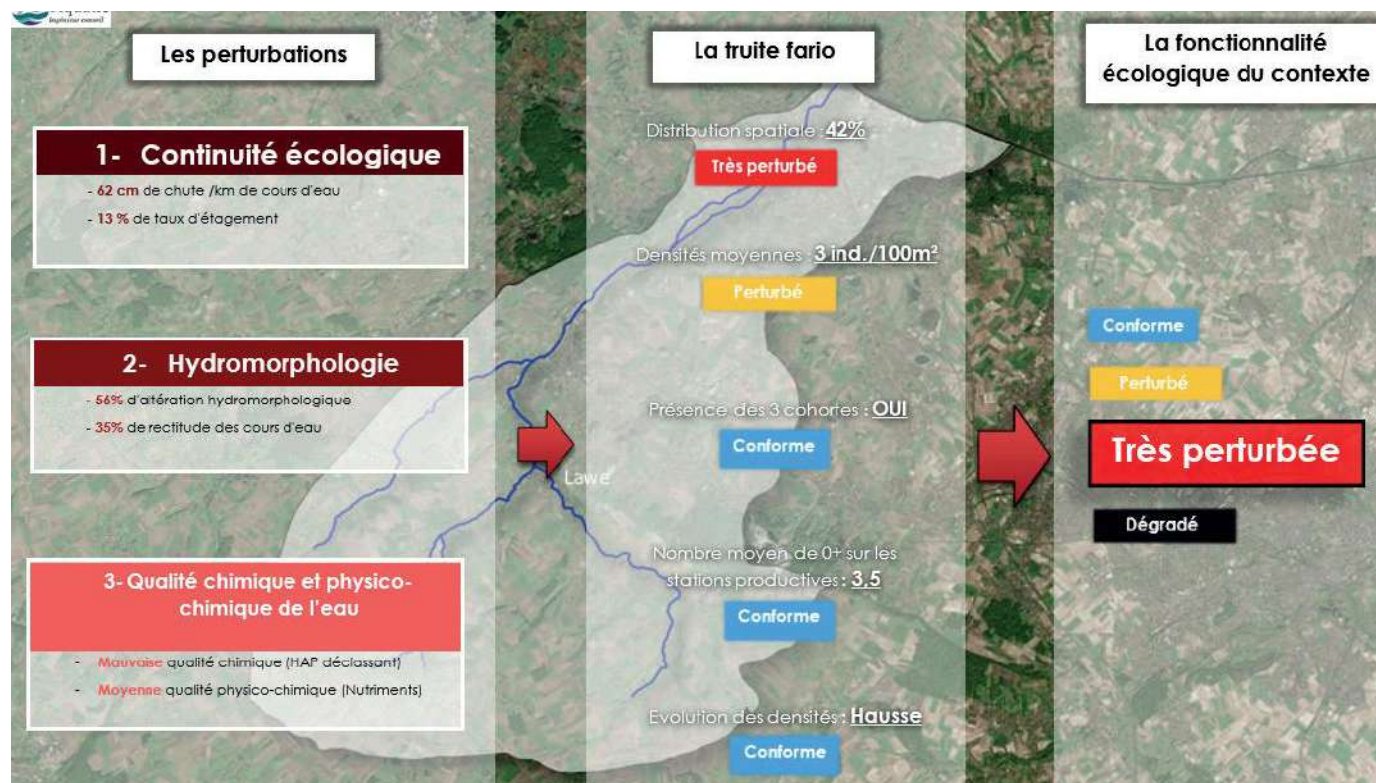 ingénieur conseil
Les perturbations
1- Continuité écologique
- 62 cm de chute /km de cours d'eau
- 13 % de taux d'étagement
2- Hydromorphologie
- 56% d'altération hydromorphologique
- 35% de rectitude des cours d'eau
3- Qualité chimique et physico-
chimique de l'eau
- Mauvaise qualité chimique (HAP déclassant)
- Moyenne qualité physico-chimique (Nutriments)
La truite fario
Distribution spatiale : 42%
Très perturbé
Densités moyennes : 3 ind./100m²
Perturbé
Présence des 3 cohortes : OUI
Conforme
Lawe
Nombre moyen de 0+ sur les
stations productives : 3,5
Conforme
Evolution des densités : Hausse
Conforme
La fonctionnalité
écologique du contexte
Conforme
Perturbé
Très perturbée
Dégradé